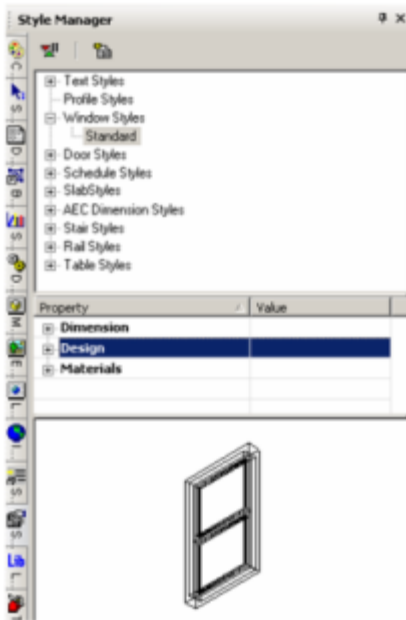 Style Manager
Text Styles
Profile Styles
Window Styles
Standard
Door Styles
Schedule Styles
SlabStyles
AEC Dimension Styles
Stair Styles
Rail Styles
Table Styles
Property Value
Dimension
Design
Materials
Lib